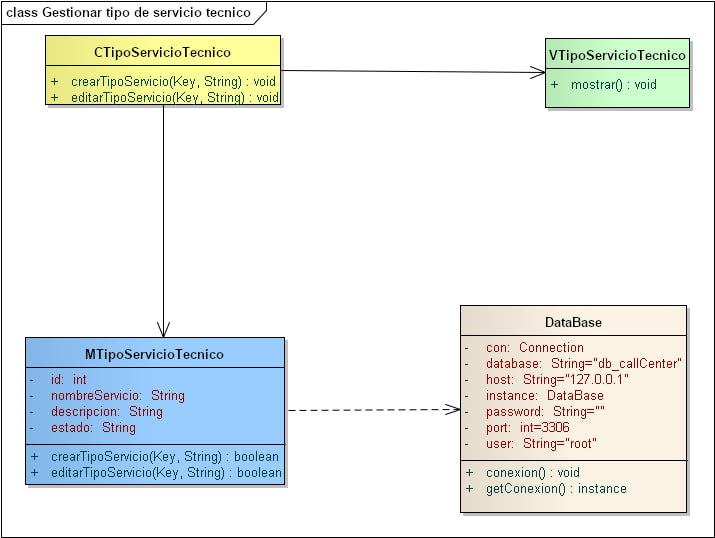 class Gestionar tipo de servicio tecnico
CTipoServicioTecnico
+ crearTipoServicio(Key, String) : void
+ editarTipoServicio(Key, String) : void
VTipoServicioTecnico
+ mostrar() : void
MTipoServicioTecnico
- id: int
- nombreServicio: String
- descripcion: String
- estado: String
+ crearTipoServicio(Key, String) : boolean
+ editarTipoServicio(Key, String) : boolean
DataBase
- con: Connection
- database: String="db_callCenter"
- host: String="127.0.0.1"
- instance: DataBase
- password: String=""
- port: int=3306
- user: String="root"
+ conexion() : void
+ getConexion() : instance